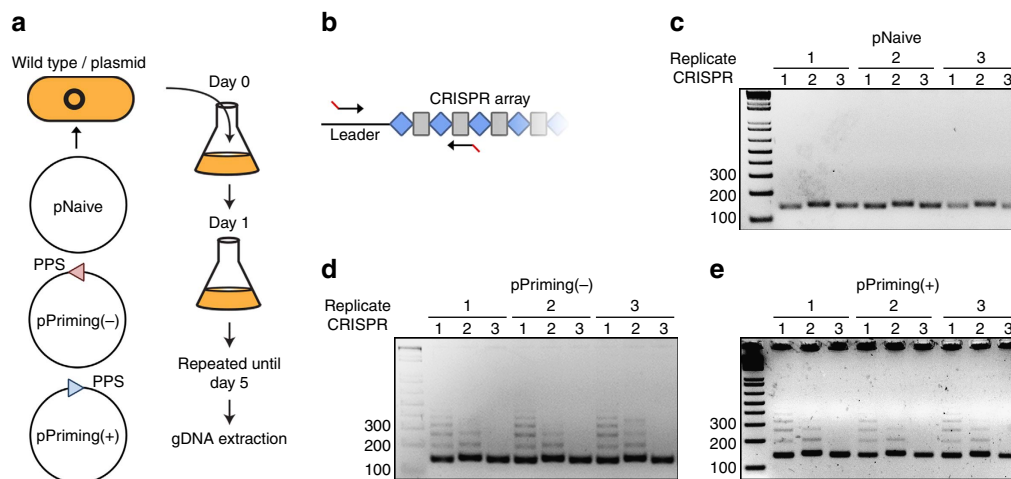 a
Wild type / plasmid
Day 0
pNaive
Day 1
PPS
pPriming(–)
Repeated until
day 5
PPS
pPriming(+)
gDNA extraction
b
CRISPR array
Leader
c
pNaive
Replicate 1 2 3
CRISPR 1 2 3 1 2 3 1 2 3
300
200
100
d
pPriming(–)
Replicate 1 2 3
CRISPR 1 2 3 1 2 3 1 2 3
300
200
100
e
pPriming(+)
1 2 3
1 2 3 1 2 3 1 2 3
300
200
100